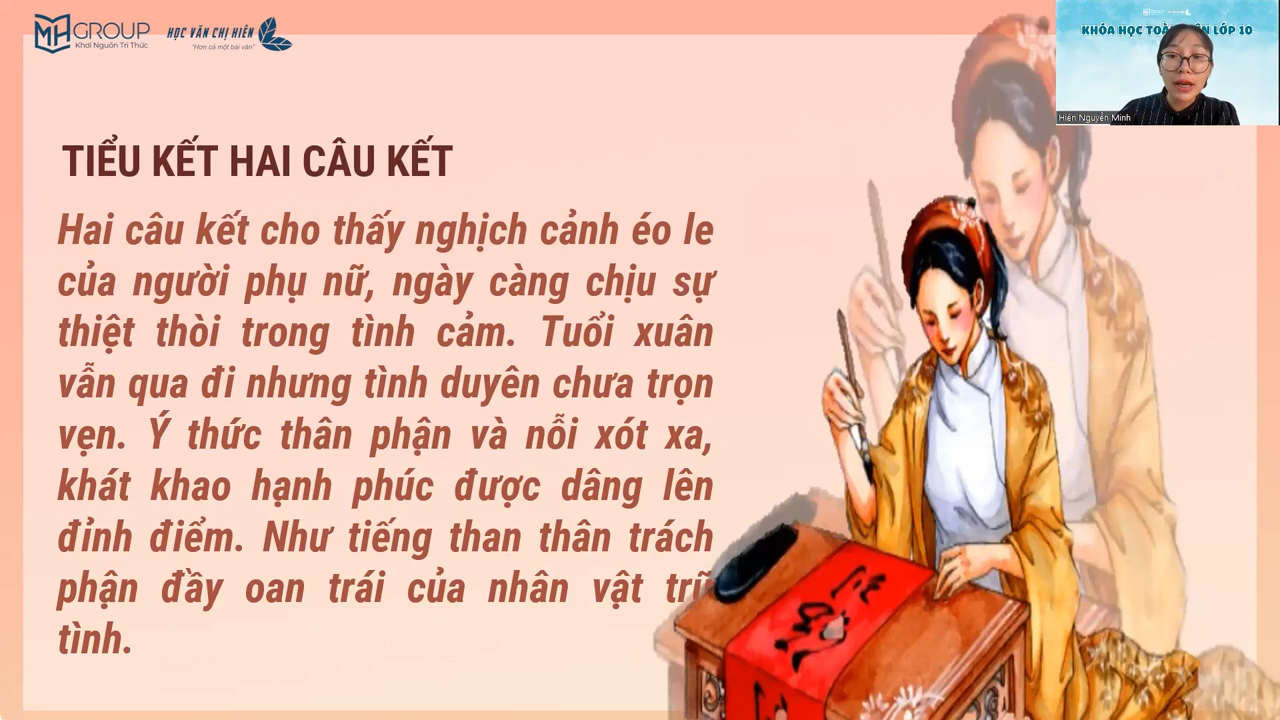 MH GROUP
Khơi Nguồn Tri Thức
HỌC VĂN CHỊ HIÊN
"Hơn cả một bài văn"
KHÓA HỌC TOÀ
ÊN LỚP 10
Hiên Nguyễn Minh
TIỂU KẾT HAI CÂU KẾT
Hai câu kết cho thấy nghịch cảnh éo le
của người phụ nữ, ngày càng chịu sự
thiệt thòi trong tình cảm. Tuổi xuân
vẫn qua đi nhưng tình duyên chưa trọn
vẹn. Ý thức thân phận và nỗi xót xa,
khát khao hạnh phúc được dâng lên
đỉnh điểm. Như tiếng than thân trách
phận đầy oan trái của nhân vật trữ
tình.